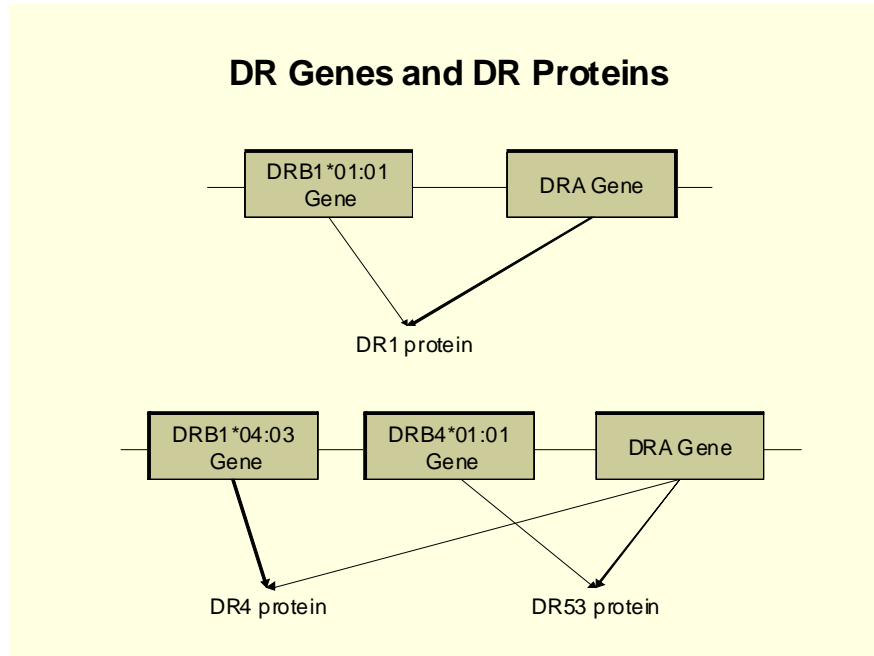 DR Genes and DR Proteins
DRB1*01:01
Gene
DRA Gene
DR1 protein
DRB1*04:03
Gene
DRB4*01:01
Gene
DRA Gene
DR4 protein
DR53 protein